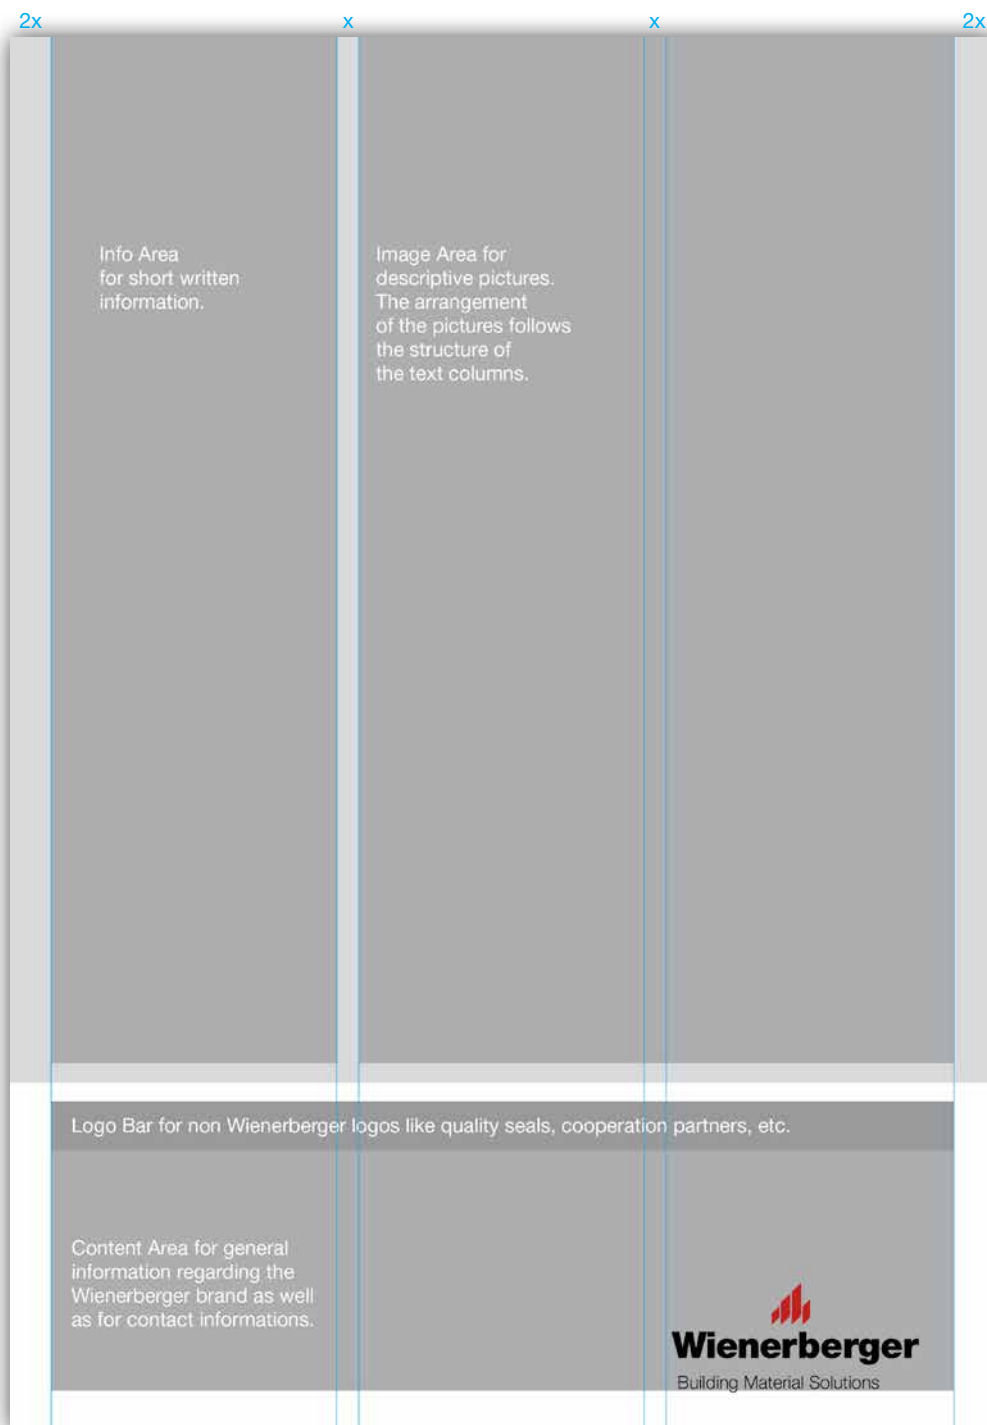 2x x x 2x
Info Area
for short written
information.
Image Area for
descriptive pictures.
The arrangement
of the pictures follows
the structure of
the text columns.
Logo Bar for non Wienerberger logos like quality seals, cooperation partners, etc.
Content Area for general
information regarding the
Wienerberger brand as well
as for contact informations.
Wienerberger
Building Material Solutions